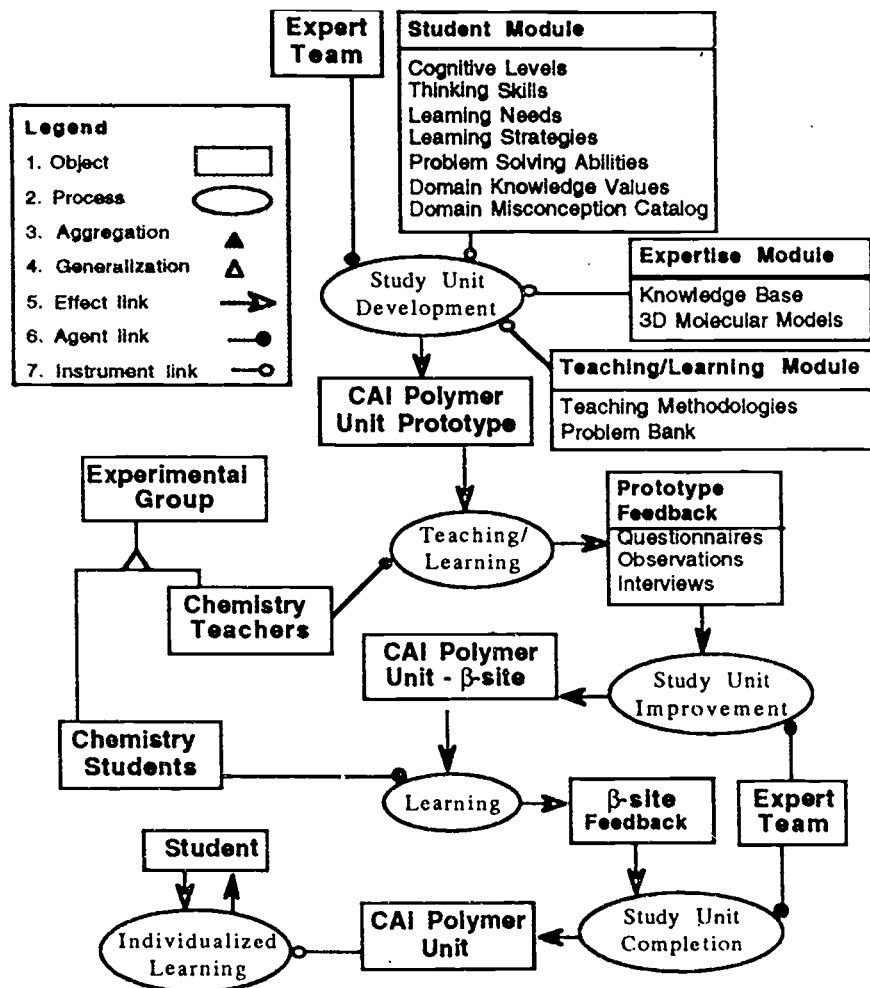 Expert
Team
Student Module
Cognitive Levels
Thinking Skills
Learning Needs
Learning Strategies
Problem Solving Abilities
Domain Knowledge Values
Domain Misconception Catalog
Legend
1. Object
2. Process
3. Aggregation
4. Generalization
5. Effect link
6. Agent link
7. Instrument link
Study Unit
Development
Expertise Module
Knowledge Base
3D Molecular Models
Teaching/Learning Module
Teaching Methodologies
Problem Bank
CAI Polymer
Unit Prototype
Experimental
Group
Teaching/
Learning
Prototype
Feedback
Questionnaires
Observations
Interviews
Chemistry
Teachers
CAI Polymer
Unit - β-site
Study Unit
Improvement
Chemistry
Students
Learning
β-site
Feedback
Expert
Team
Student
Individualized
Learning
CAI Polymer
Unit
Study Unit
Completion